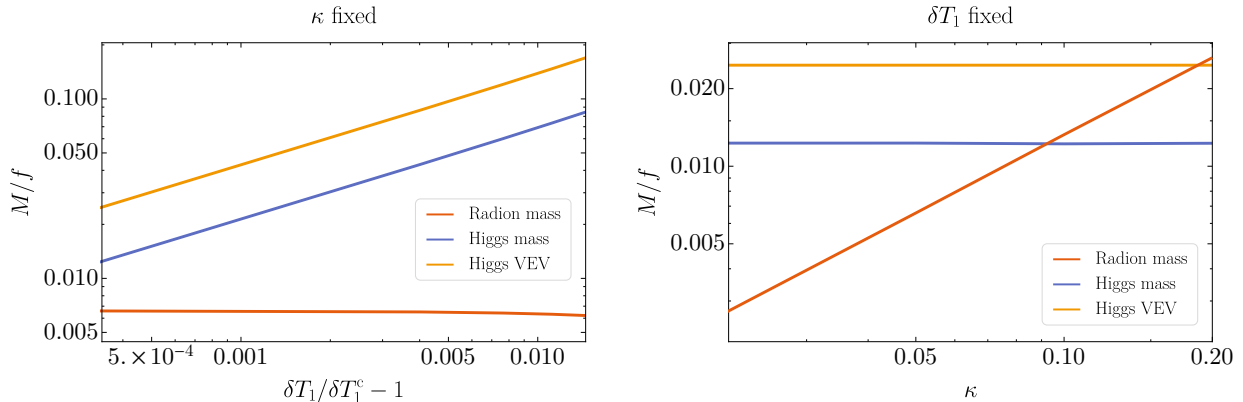 κ fixed
M/f
0.100
0.050
0.010
0.005
Radion mass
Higgs mass
Higgs VEV
5.×10⁻⁴
0.001
0.005
0.010
δT₁/δT₁ᶜ − 1
δT₁ fixed
M/f
0.020
0.010
0.005
Radion mass
Higgs mass
Higgs VEV
0.05
0.10
0.20
κ